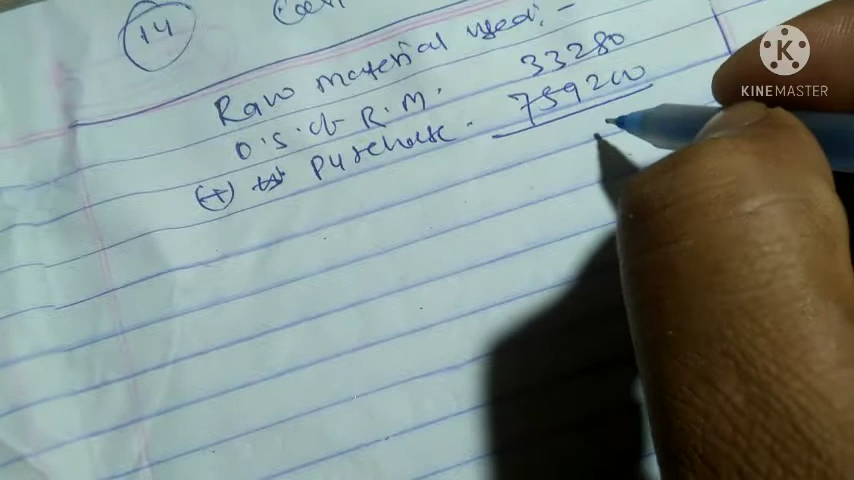 14
Raw material used:-
O.S. of R.M. 33280
(+) purchase. 759200
K
KINEMASTER